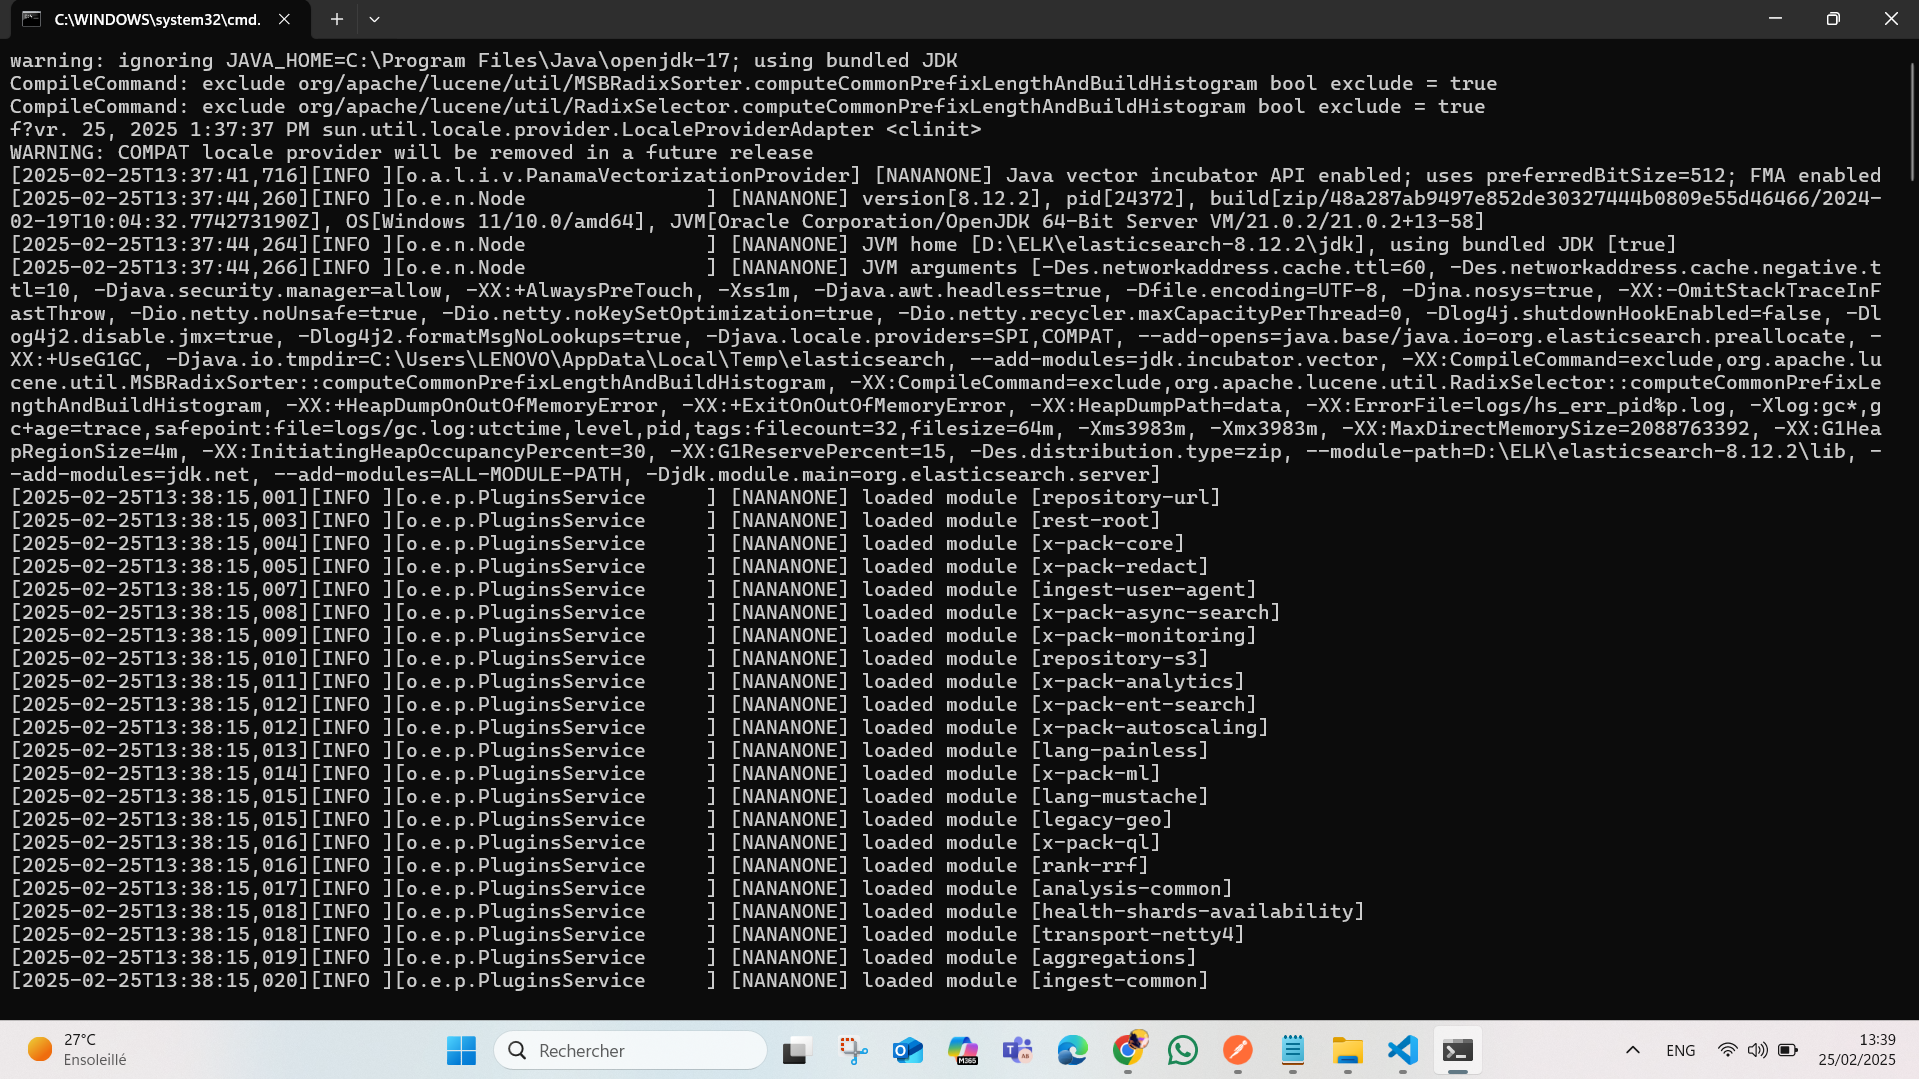 C:\WINDOWS\system32\cmd.
warning: ignoring JAVA_HOME=C:\Program Files\Java\openjdk-17; using bundled JDK
CompileCommand: exclude org/apache/lucene/util/MSBRadixSorter.computeCommonPrefixLengthAndBuildHistogram bool exclude = true
CompileCommand: exclude org/apache/lucene/util/RadixSelector.computeCommonPrefixLengthAndBuildHistogram bool exclude = true
f?vr. 25, 2025 1:37:37 PM sun.util.locale.provider.LocaleProviderAdapter <clinit>
WARNING: COMPAT locale provider will be removed in a future release
[2025-02-25T13:37:41,716][INFO ][o.a.l.i.v.PanamaVectorizationProvider] [NANANONE] Java vector incubator API enabled; uses preferredBitSize=512; FMA enabled
[2025-02-25T13:37:44,260][INFO ][o.e.n.Node               ] [NANANONE] version[8.12.2], pid[24372], build[zip/48a287ab9497e852de30327444b0809e55d46466/2024-
02-19T10:04:32.774273190Z], OS[Windows 11/10.0/amd64], JVM[Oracle Corporation/OpenJDK 64-Bit Server VM/21.0.2/21.0.2+13-58]
[2025-02-25T13:37:44,264][INFO ][o.e.n.Node               ] [NANANONE] JVM home [D:\ELK\elasticsearch-8.12.2\jdk], using bundled JDK [true]
[2025-02-25T13:37:44,266][INFO ][o.e.n.Node               ] [NANANONE] JVM arguments [-Des.networkaddress.cache.ttl=60, -Des.networkaddress.cache.negative.t
tl=10, -Djava.security.manager=allow, -XX:+AlwaysPreTouch, -Xss1m, -Djava.awt.headless=true, -Dfile.encoding=UTF-8, -Djna.nosys=true, -XX:-OmitStackTraceInF
astThrow, -Dio.netty.noUnsafe=true, -Dio.netty.noKeySetOptimization=true, -Dio.netty.recycler.maxCapacityPerThread=0, -Dlog4j.shutdownHookEnabled=false, -Dl
og4j2.disable.jmx=true, -Dlog4j2.formatMsgNoLookups=true, -Djava.locale.providers=SPI,COMPAT, --add-opens=java.base/java.io=org.elasticsearch.preallocate, -
XX:+UseG1GC, -Djava.io.tmpdir=C:\Users\LENOVO\AppData\Local\Temp\elasticsearch, --add-modules=jdk.incubator.vector, -XX:CompileCommand=exclude,org.apache.lu
cene.util.MSBRadixSorter::computeCommonPrefixLengthAndBuildHistogram, -XX:CompileCommand=exclude,org.apache.lucene.util.RadixSelector::computeCommonPrefixLe
ngthAndBuildHistogram, -XX:+HeapDumpOnOutOfMemoryError, -XX:+ExitOnOutOfMemoryError, -XX:HeapDumpPath=data, -XX:ErrorFile=logs/hs_err_pid%p.log, -Xlog:gc*,g
c+age=trace,safepoint:file=logs/gc.log:utctime,level,pid,tags:filecount=32,filesize=64m, -Xms3983m, -Xmx3983m, -XX:MaxDirectMemorySize=2088763392, -XX:G1Hea
pRegionSize=4m, -XX:InitiatingHeapOccupancyPercent=30, -XX:G1ReservePercent=15, -Des.distribution.type=zip, --module-path=D:\ELK\elasticsearch-8.12.2\lib, -
-add-modules=jdk.net, --add-modules=ALL-MODULE-PATH, -Djdk.module.main=org.elasticsearch.server]
[2025-02-25T13:38:15,001][INFO ][o.e.p.PluginsService     ] [NANANONE] loaded module [repository-url]
[2025-02-25T13:38:15,003][INFO ][o.e.p.PluginsService     ] [NANANONE] loaded module [rest-root]
[2025-02-25T13:38:15,004][INFO ][o.e.p.PluginsService     ] [NANANONE] loaded module [x-pack-core]
[2025-02-25T13:38:15,005][INFO ][o.e.p.PluginsService     ] [NANANONE] loaded module [x-pack-redact]
[2025-02-25T13:38:15,007][INFO ][o.e.p.PluginsService     ] [NANANONE] loaded module [ingest-user-agent]
[2025-02-25T13:38:15,008][INFO ][o.e.p.PluginsService     ] [NANANONE] loaded module [x-pack-async-search]
[2025-02-25T13:38:15,009][INFO ][o.e.p.PluginsService     ] [NANANONE] loaded module [x-pack-monitoring]
[2025-02-25T13:38:15,010][INFO ][o.e.p.PluginsService     ] [NANANONE] loaded module [repository-s3]
[2025-02-25T13:38:15,011][INFO ][o.e.p.PluginsService     ] [NANANONE] loaded module [x-pack-analytics]
[2025-02-25T13:38:15,012][INFO ][o.e.p.PluginsService     ] [NANANONE] loaded module [x-pack-ent-search]
[2025-02-25T13:38:15,012][INFO ][o.e.p.PluginsService     ] [NANANONE] loaded module [x-pack-autoscaling]
[2025-02-25T13:38:15,013][INFO ][o.e.p.PluginsService     ] [NANANONE] loaded module [lang-painless]
[2025-02-25T13:38:15,014][INFO ][o.e.p.PluginsService     ] [NANANONE] loaded module [x-pack-ml]
[2025-02-25T13:38:15,015][INFO ][o.e.p.PluginsService     ] [NANANONE] loaded module [lang-mustache]
[2025-02-25T13:38:15,015][INFO ][o.e.p.PluginsService     ] [NANANONE] loaded module [legacy-geo]
[2025-02-25T13:38:15,016][INFO ][o.e.p.PluginsService     ] [NANANONE] loaded module [x-pack-ql]
[2025-02-25T13:38:15,016][INFO ][o.e.p.PluginsService     ] [NANANONE] loaded module [rank-rrf]
[2025-02-25T13:38:15,017][INFO ][o.e.p.PluginsService     ] [NANANONE] loaded module [analysis-common]
[2025-02-25T13:38:15,018][INFO ][o.e.p.PluginsService     ] [NANANONE] loaded module [health-shards-availability]
[2025-02-25T13:38:15,018][INFO ][o.e.p.PluginsService     ] [NANANONE] loaded module [transport-netty4]
[2025-02-25T13:38:15,019][INFO ][o.e.p.PluginsService     ] [NANANONE] loaded module [aggregations]
[2025-02-25T13:38:15,020][INFO ][o.e.p.PluginsService     ] [NANANONE] loaded module [ingest-common]
27°C
Ensoleillé
Rechercher
M365
ENG
13:39
25/02/2025